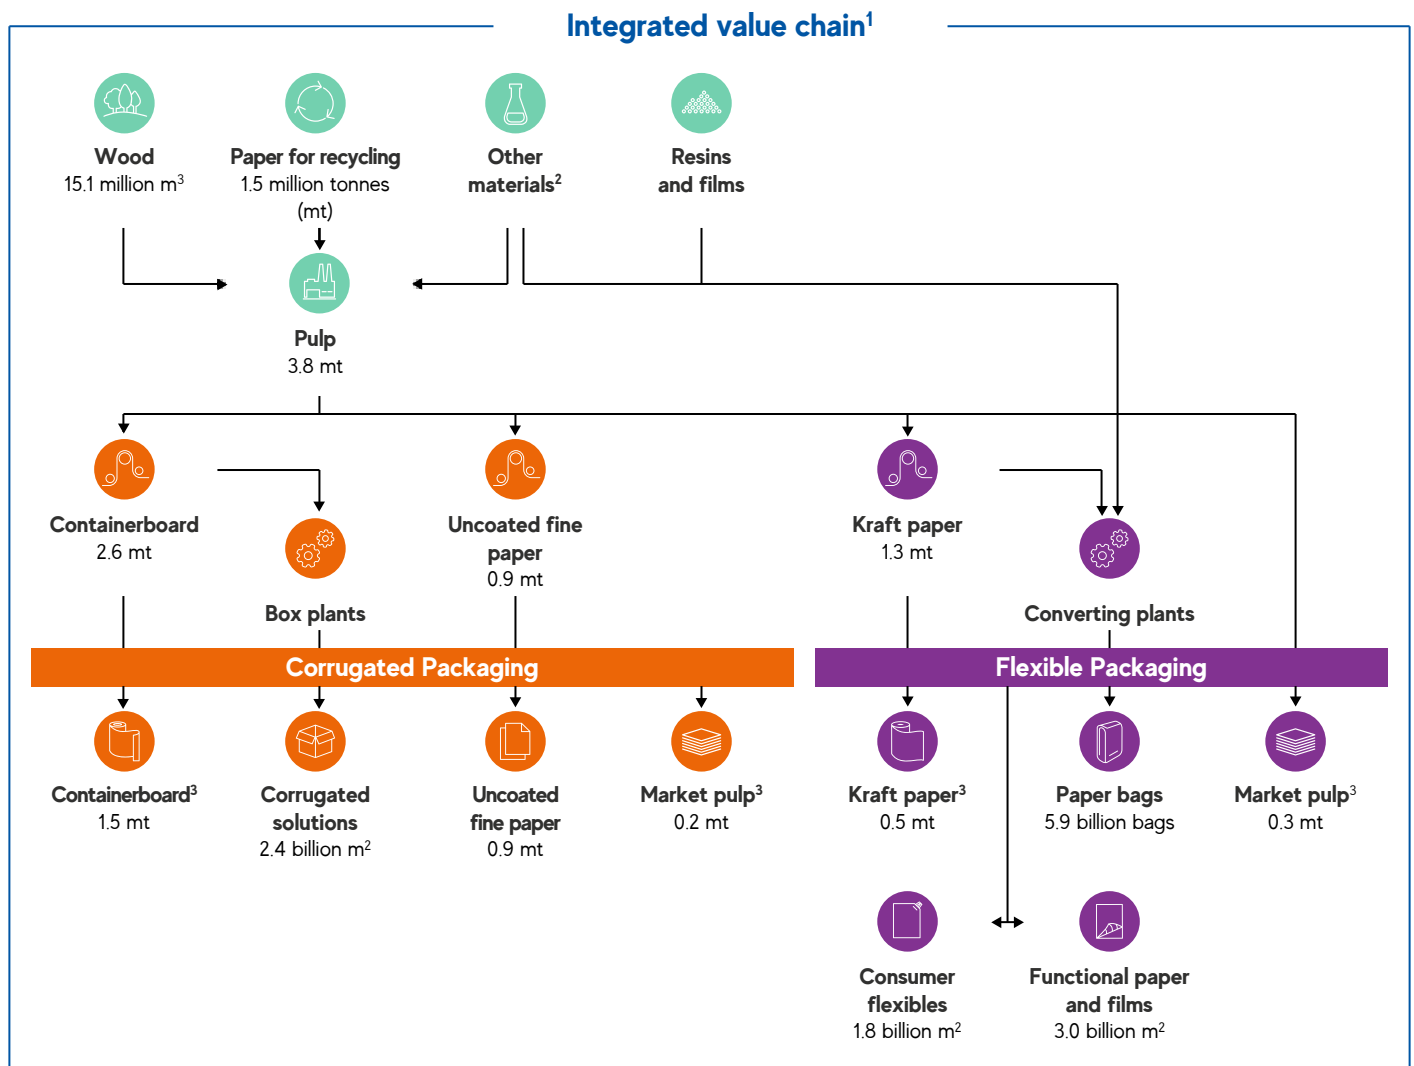 Integrated value chain¹
Wood
15.1 million m³
Paper for recycling
1.5 million tonnes
(mt)
Other
materials²
Resins
and films
Pulp
3.8 mt
Containerboard
2.6 mt
Box plants
Uncoated fine
paper
0.9 mt
Kraft paper
1.3 mt
Converting plants
Corrugated Packaging
Flexible Packaging
Containerboard³
1.5 mt
Corrugated
solutions
2.4 billion m²
Uncoated
fine paper
0.9 mt
Market pulp³
0.2 mt
Kraft paper³
0.5 mt
Paper bags
5.9 billion bags
Market pulp³
0.3 mt
Consumer
flexibles
1.8 billion m²
Functional paper
and films
3.0 billion m²